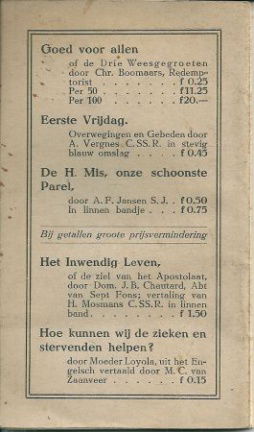 Goed voor allen
of de Drie Weesgegroeten
door Chr. Boomaars, Redemp-
torist . . . . . . . f 0.25
Per 50 . . . . . . f 11.25
Per 100 . . . . . . f 20.—
Eerste Vrijdag.
Overwegingen en Gebeden door
A. Vergnes C.SS.R. in stevig
blauw omslag . . . . f 0.45
De H. Mis, onze schoonste
Parel,
door A. F. Jansen S.J. . f 0.50
In linnen bandje . . . f 0.75
Bij getallen groote prijsvermindering
Het Inwendig Leven,
of de ziel van het Apostolaat,
door Dom. J. B. Chautard, Abt
van Sept Fons; vertaling van
H. Mosmans C.SS.R. in linnen
band . . . . . . . . f 1.50
Hoe kunnen wij de zieken en
stervenden helpen?
door Moeder Loyola, uit het En-
gelsch vertaald door M. C. van
Zaanveer . . . . . . f 0.15